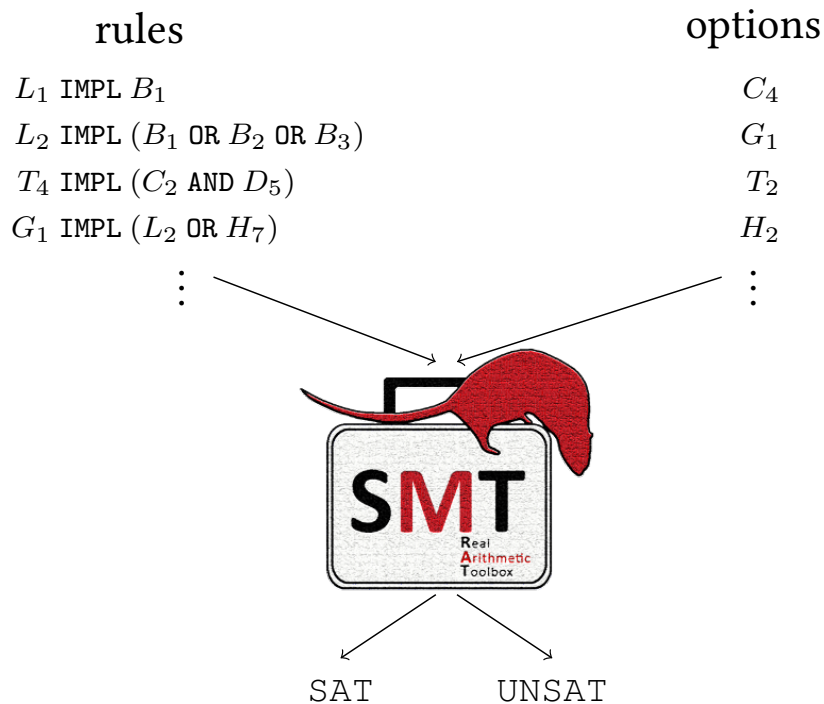 rules
options
L₁ IMPL B₁
C₄
L₂ IMPL (B₁ OR B₂ OR B₃)
G₁
T₄ IMPL (C₂ AND D₅)
T₂
G₁ IMPL (L₂ OR H₇)
H₂
⋮
⋮
SMT
Real
Arithmetic
Toolbox
SAT
UNSAT